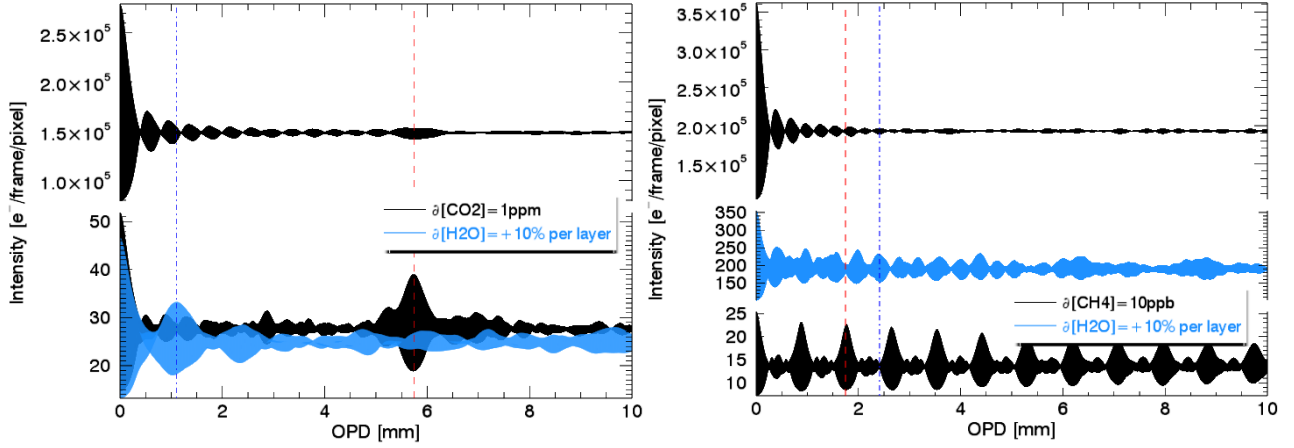 2.5×10⁵
2.0×10⁵
1.5×10⁵
1.0×10⁵
50
40
30
20
Intensity [e⁻/frame/pixel]
∂[CO2]=1ppm
∂[H2O]=+10% per layer
0 2 4 6 8 10
OPD [mm]
3.5×10⁵
3.0×10⁵
2.5×10⁵
2.0×10⁵
1.5×10⁵
350
300
250
200
150
25
20
15
10
Intensity [e⁻/frame/pixel]
∂[CH4]=10ppb
∂[H2O]=+10% per layer
0 2 4 6 8 10
OPD [mm]